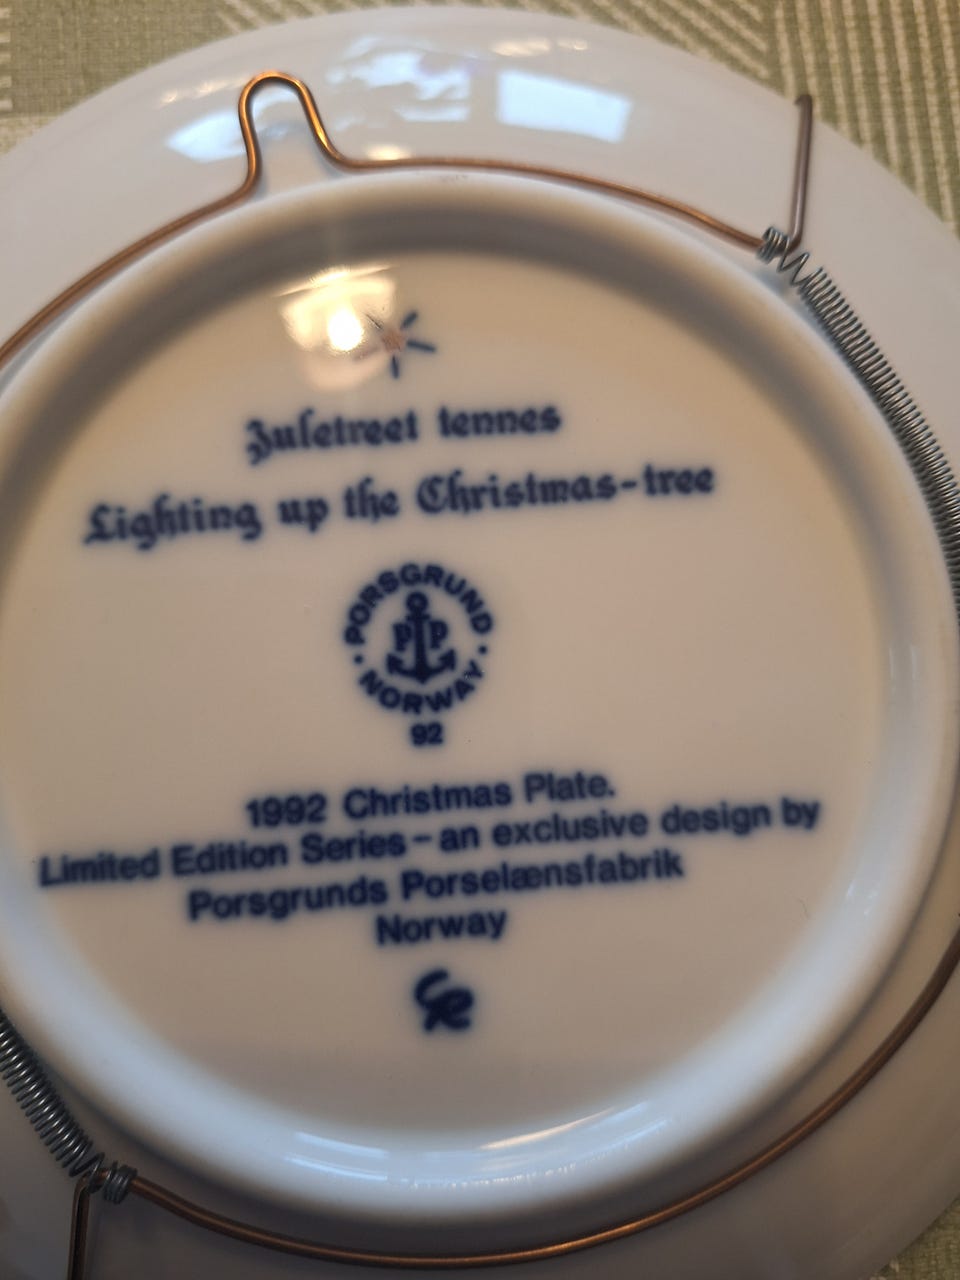 Juletreet tennes
Lighting up the Christmas-tree
PORSGRUND
PP
NORWAY
92
1992 Christmas Plate.
Limited Edition Series – an exclusive design by
Porsgrunds Porselænsfabrik
Norway